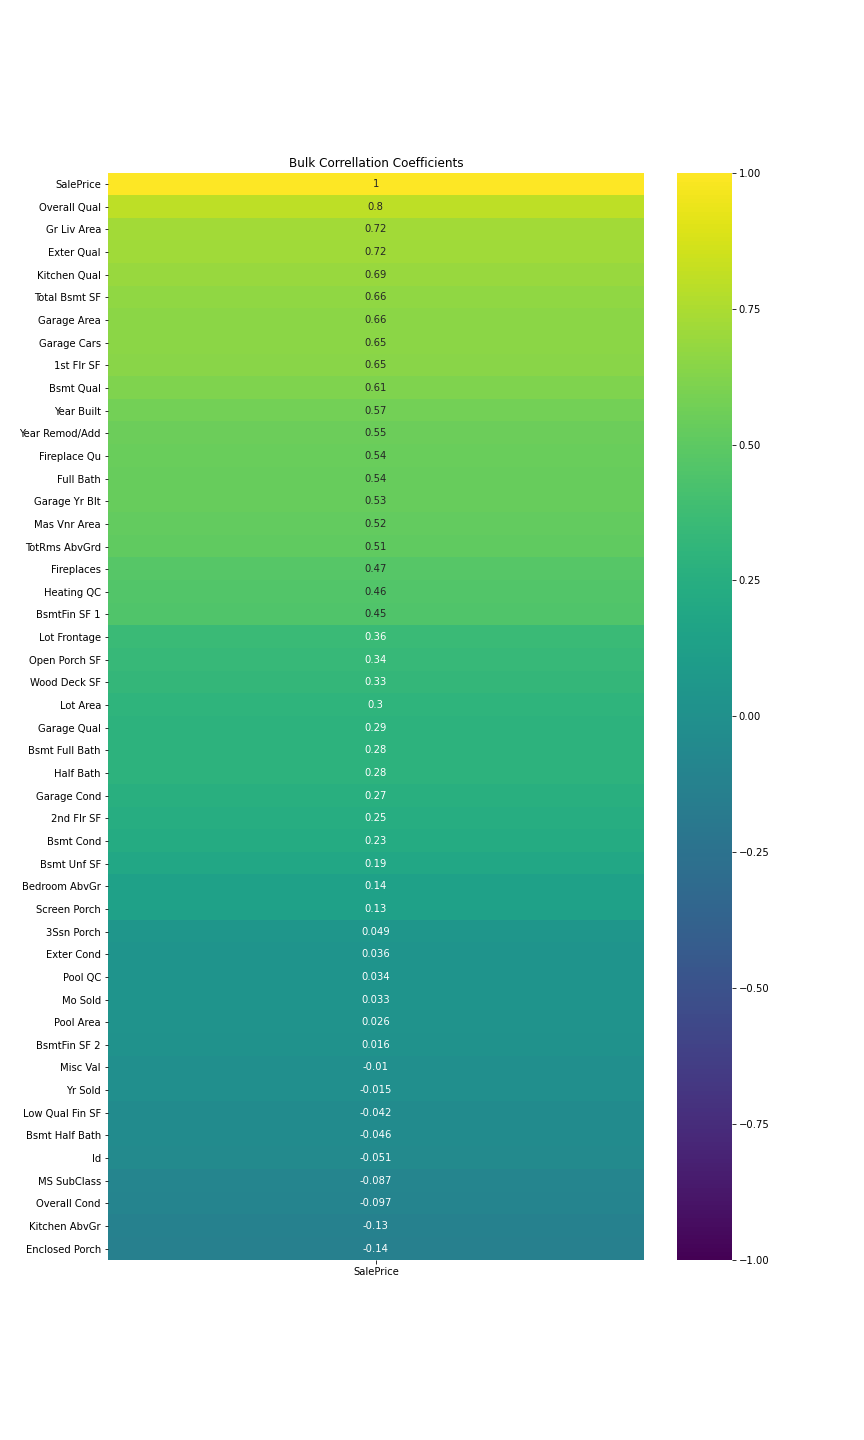 Bulk Correllation Coefficients
SalePrice 1
Overall Qual 0.8
Gr Liv Area 0.72
Exter Qual 0.72
Kitchen Qual 0.69
Total Bsmt SF 0.66
Garage Area 0.66
Garage Cars 0.65
1st Flr SF 0.65
Bsmt Qual 0.61
Year Built 0.57
Year Remod/Add 0.55
Fireplace Qu 0.54
Full Bath 0.54
Garage Yr Blt 0.53
Mas Vnr Area 0.52
TotRms AbvGrd 0.51
Fireplaces 0.47
Heating QC 0.46
BsmtFin SF 1 0.45
Lot Frontage 0.36
Open Porch SF 0.34
Wood Deck SF 0.33
Lot Area 0.3
Garage Qual 0.29
Bsmt Full Bath 0.28
Half Bath 0.28
Garage Cond 0.27
2nd Flr SF 0.25
Bsmt Cond 0.23
Bsmt Unf SF 0.19
Bedroom AbvGr 0.14
Screen Porch 0.13
3Ssn Porch 0.049
Exter Cond 0.036
Pool QC 0.034
Mo Sold 0.033
Pool Area 0.026
BsmtFin SF 2 0.016
Misc Val -0.01
Yr Sold -0.015
Low Qual Fin SF -0.042
Bsmt Half Bath -0.046
Id -0.051
MS SubClass -0.087
Overall Cond -0.097
Kitchen AbvGr -0.13
Enclosed Porch -0.14
SalePrice
1.00
0.75
0.50
0.25
0.00
−0.25
−0.50
−0.75
−1.00